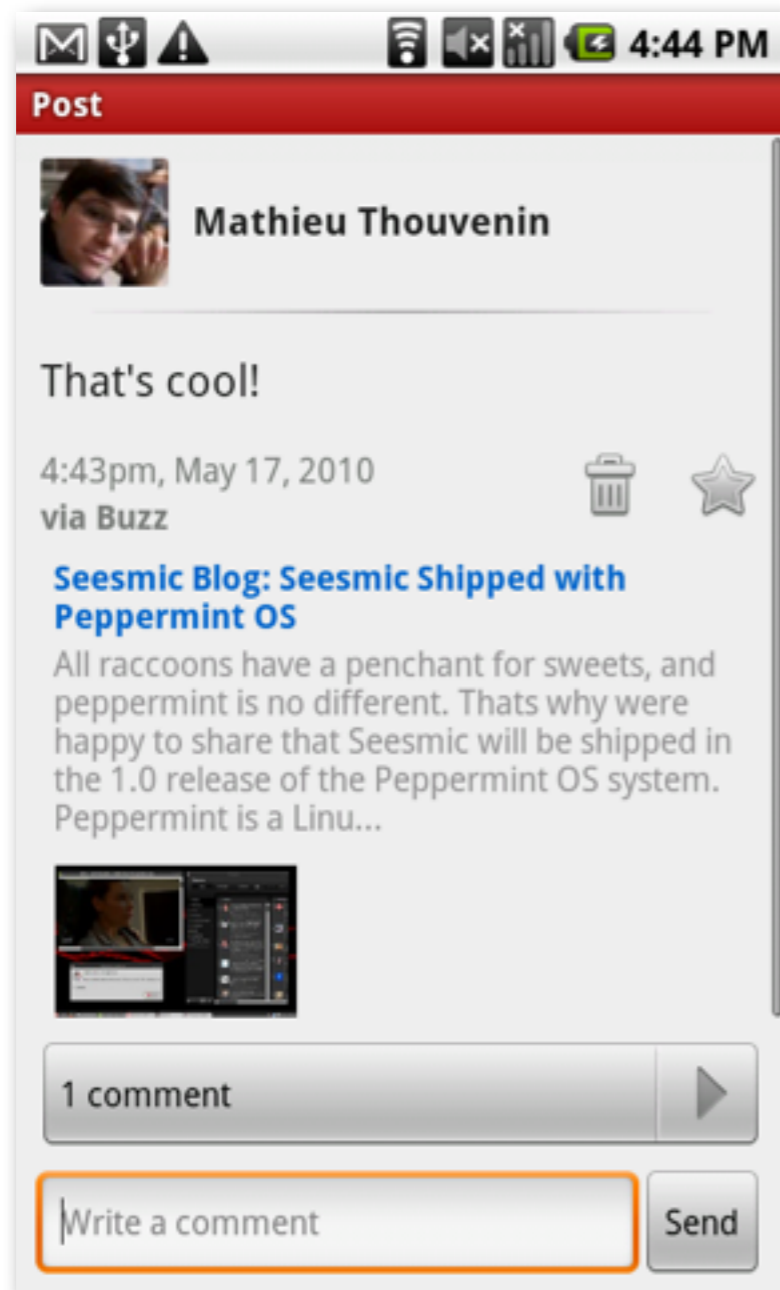 4:44 PM
Post
Mathieu Thouvenin
That's cool!
4:43pm, May 17, 2010
via Buzz
Seesmic Blog: Seesmic Shipped with
Peppermint OS
All raccoons have a penchant for sweets, and
peppermint is no different. Thats why were
happy to share that Seesmic will be shipped in
the 1.0 release of the Peppermint OS system.
Peppermint is a Linu...
1 comment
Write a comment
Send